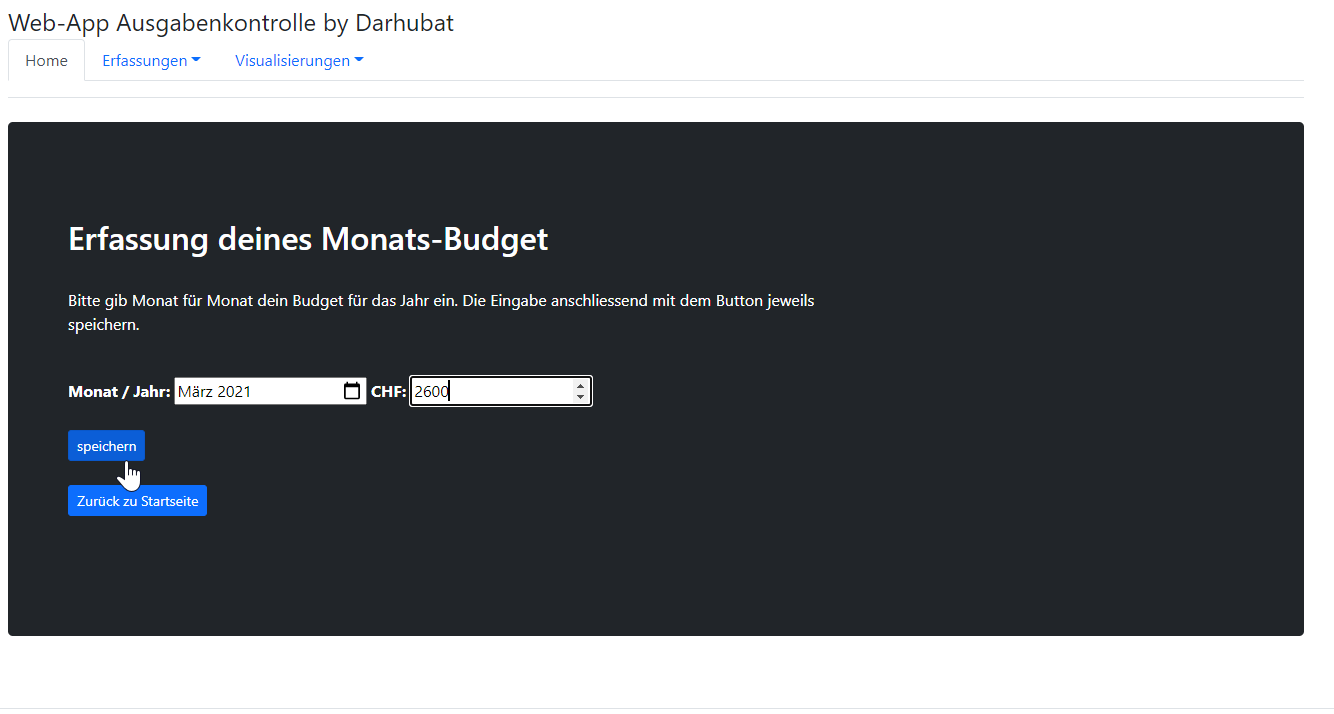 Web-App Ausgabenkontrolle by Darhubat
Home Erfassungen Visualisierungen
Erfassung deines Monats-Budget
Bitte gib Monat für Monat dein Budget für das Jahr ein. Die Eingabe anschliessend mit dem Button jeweils
speichern.
Monat / Jahr: März 2021 CHF: 2600
speichern
Zurück zu Startseite